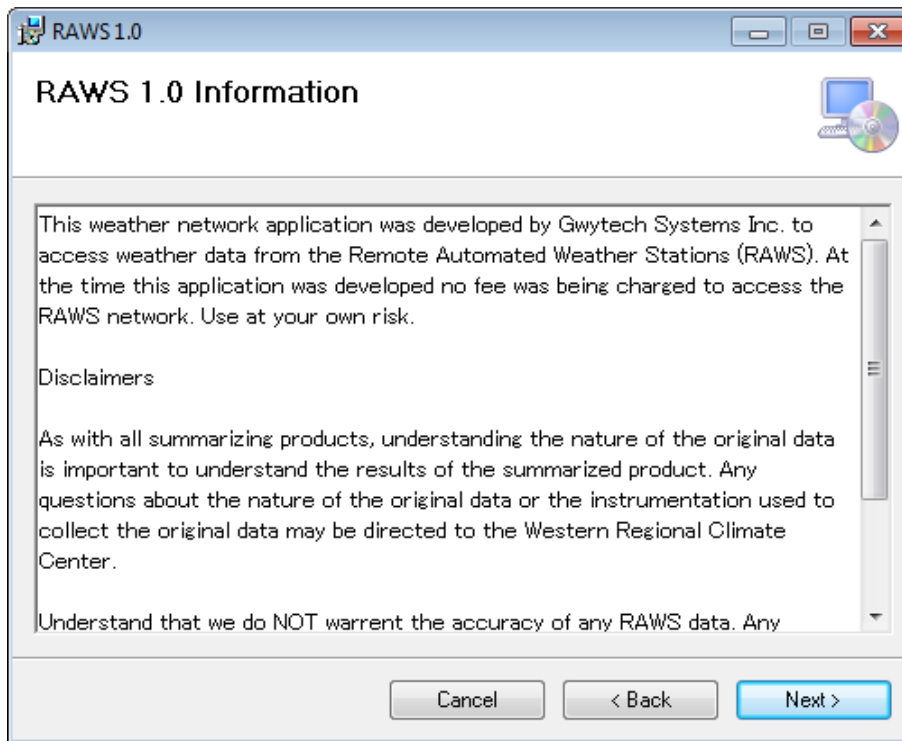 RAWS 1.0
RAWS 1.0 Information
This weather network application was developed by Gwytech Systems Inc. to
access weather data from the Remote Automated Weather Stations (RAWS). At
the time this application was developed no fee was being charged to access the
RAWS network. Use at your own risk.
Disclaimers
As with all summarizing products, understanding the nature of the original data
is important to understand the results of the summarized product. Any
questions about the nature of the original data or the instrumentation used to
collect the original data may be directed to the Western Regional Climate
Center.
Understand that we do NOT warrent the accuracy of any RAWS data. Any
Cancel
< Back
Next >